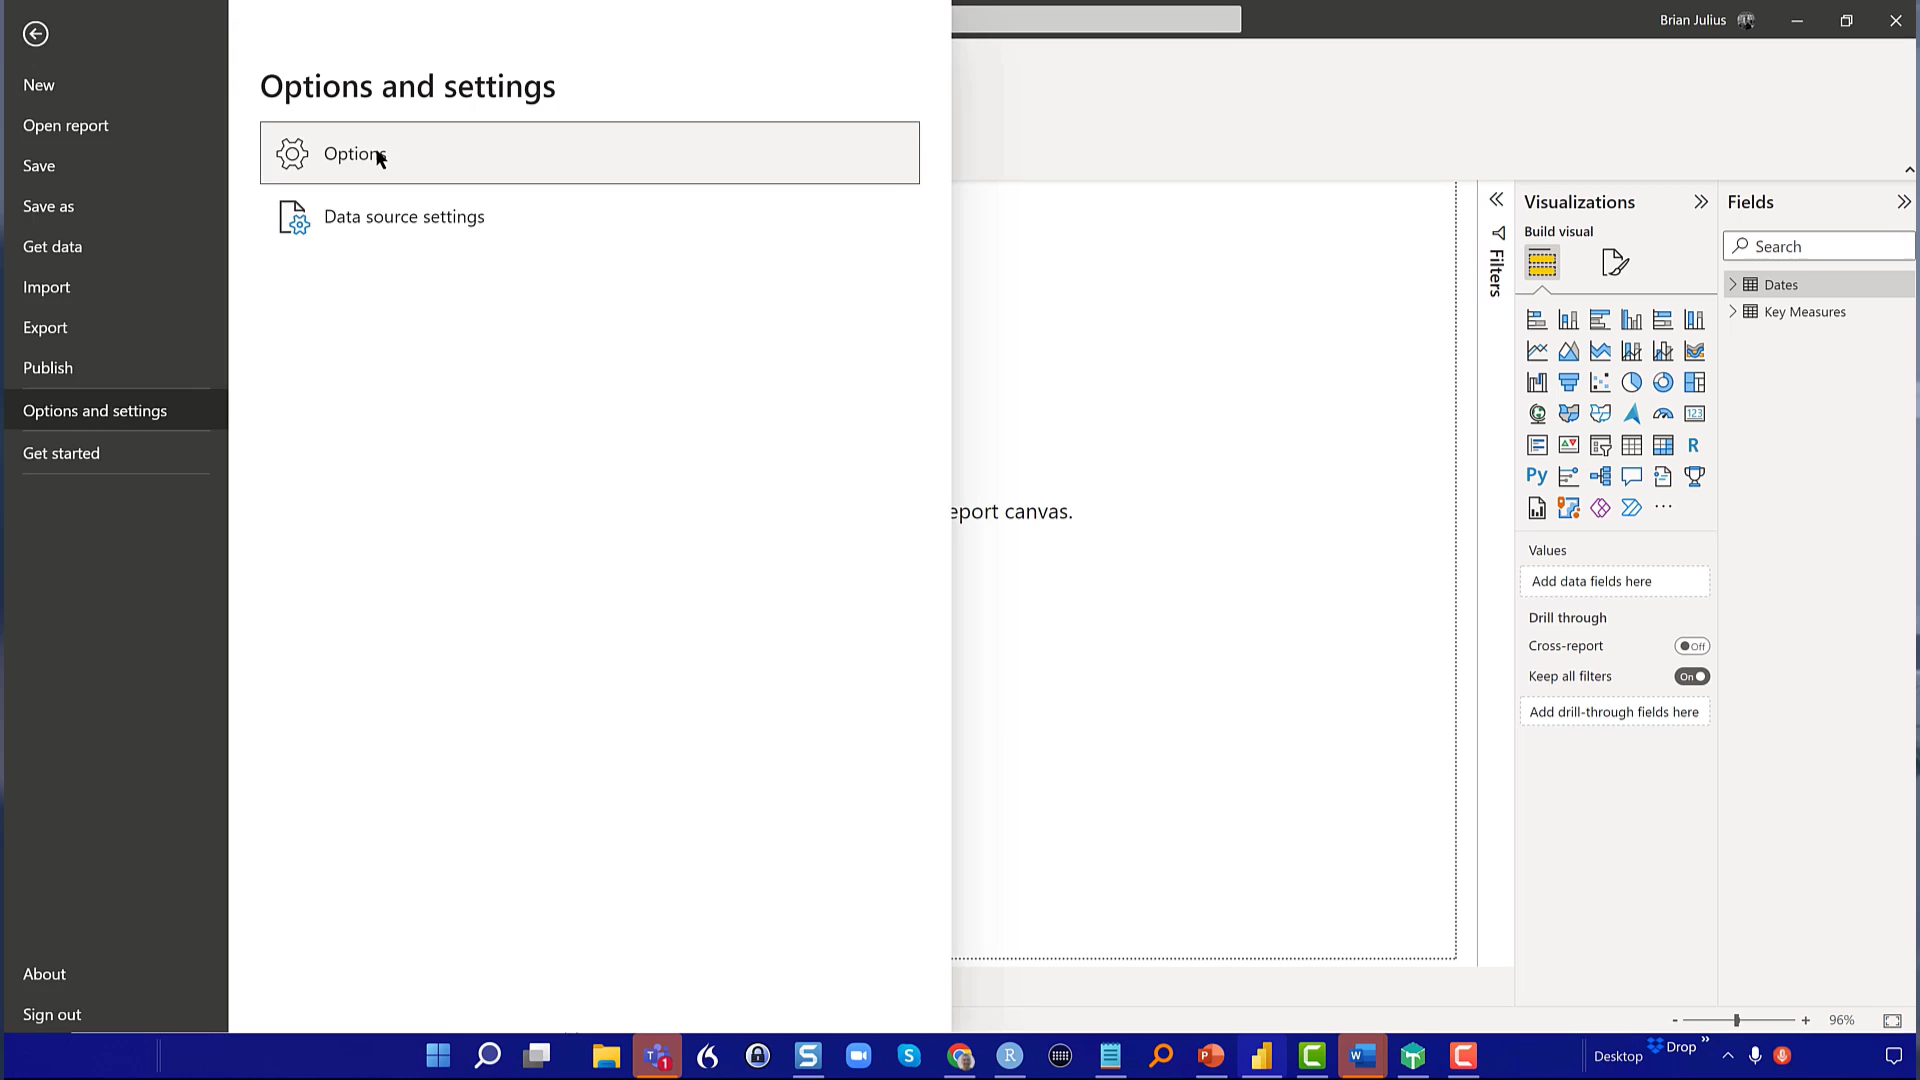 Brian Julius
New
Open report
Save
Save as
Get data
Import
Export
Publish
Options and settings
Get started
About
Sign out
Options and settings
Options
Data source settings
eport canvas.
Filters
Visualizations
Build visual
123
R
Py
...
Values
Add data fields here
Drill through
Cross-report
Off
Keep all filters
On
Add drill-through fields here
Fields
Search
Dates
Key Measures
96%
Desktop
Drop